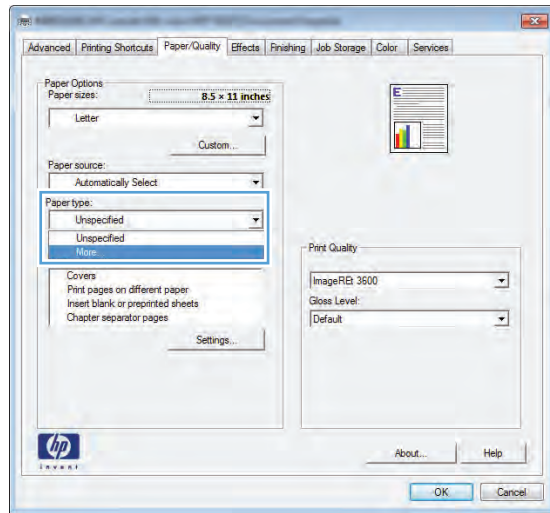 Advanced Printing Shortcuts Paper/Quality Effects Finishing Job Storage Color Services
Paper Options
Paper sizes: 8.5 × 11 inches
Letter
Custom...
Paper source:
Automatically Select
Paper type:
Unspecified
Unspecified
More...
Covers
Print pages on different paper
Insert blank or preprinted sheets
Chapter separator pages
Settings...
E
Print Quality
ImageREt 3600
Gloss Level:
Default
hp
invent
About... Help
OK Cancel